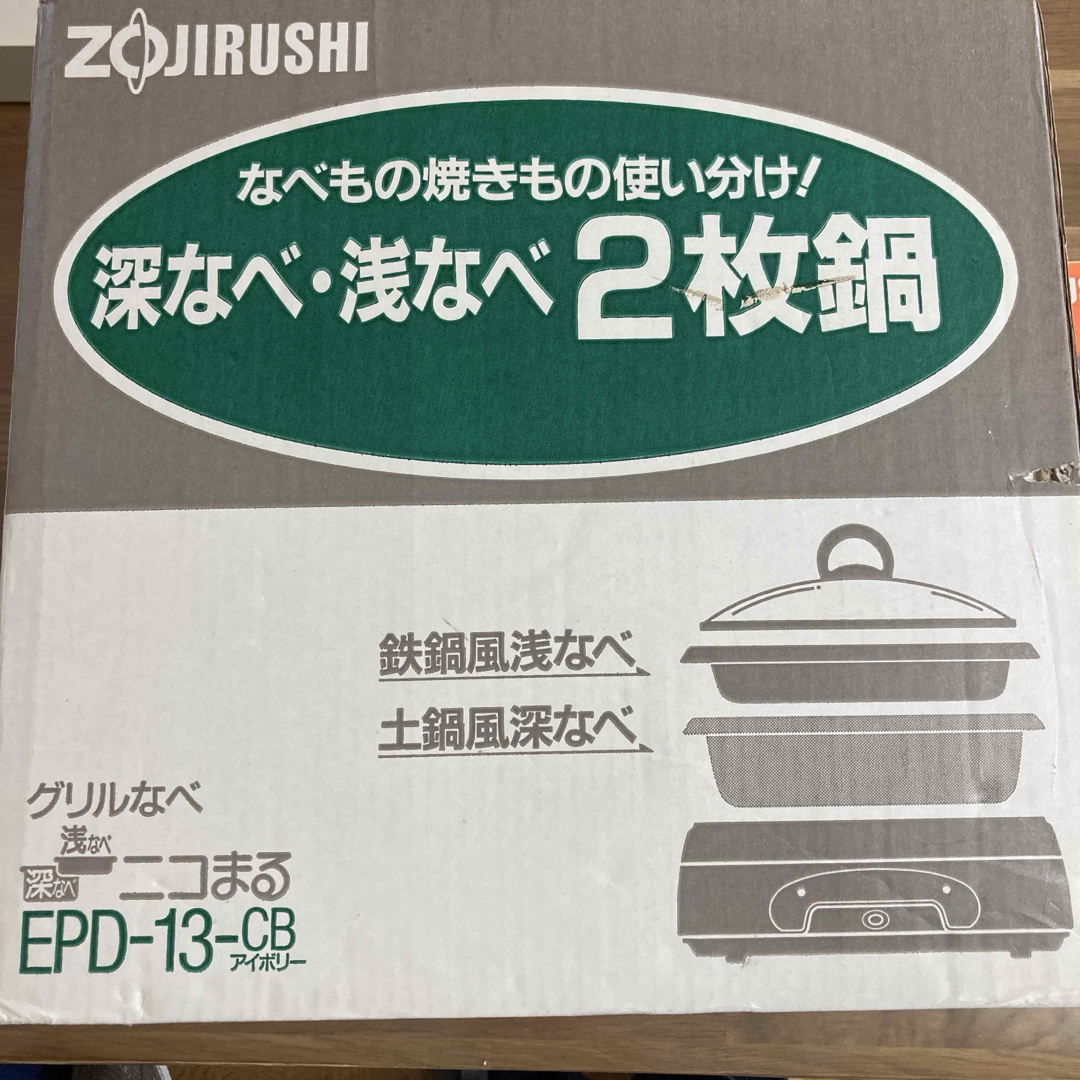 ZOJIRUSHI
なべもの焼きもの使い分け!
深なべ・浅なべ2枚鍋
鉄鍋風浅なべ
土鍋風深なべ
グリルなべ
浅なべ
深なべ
ニコまる
EPD-13-CB
アイボリー